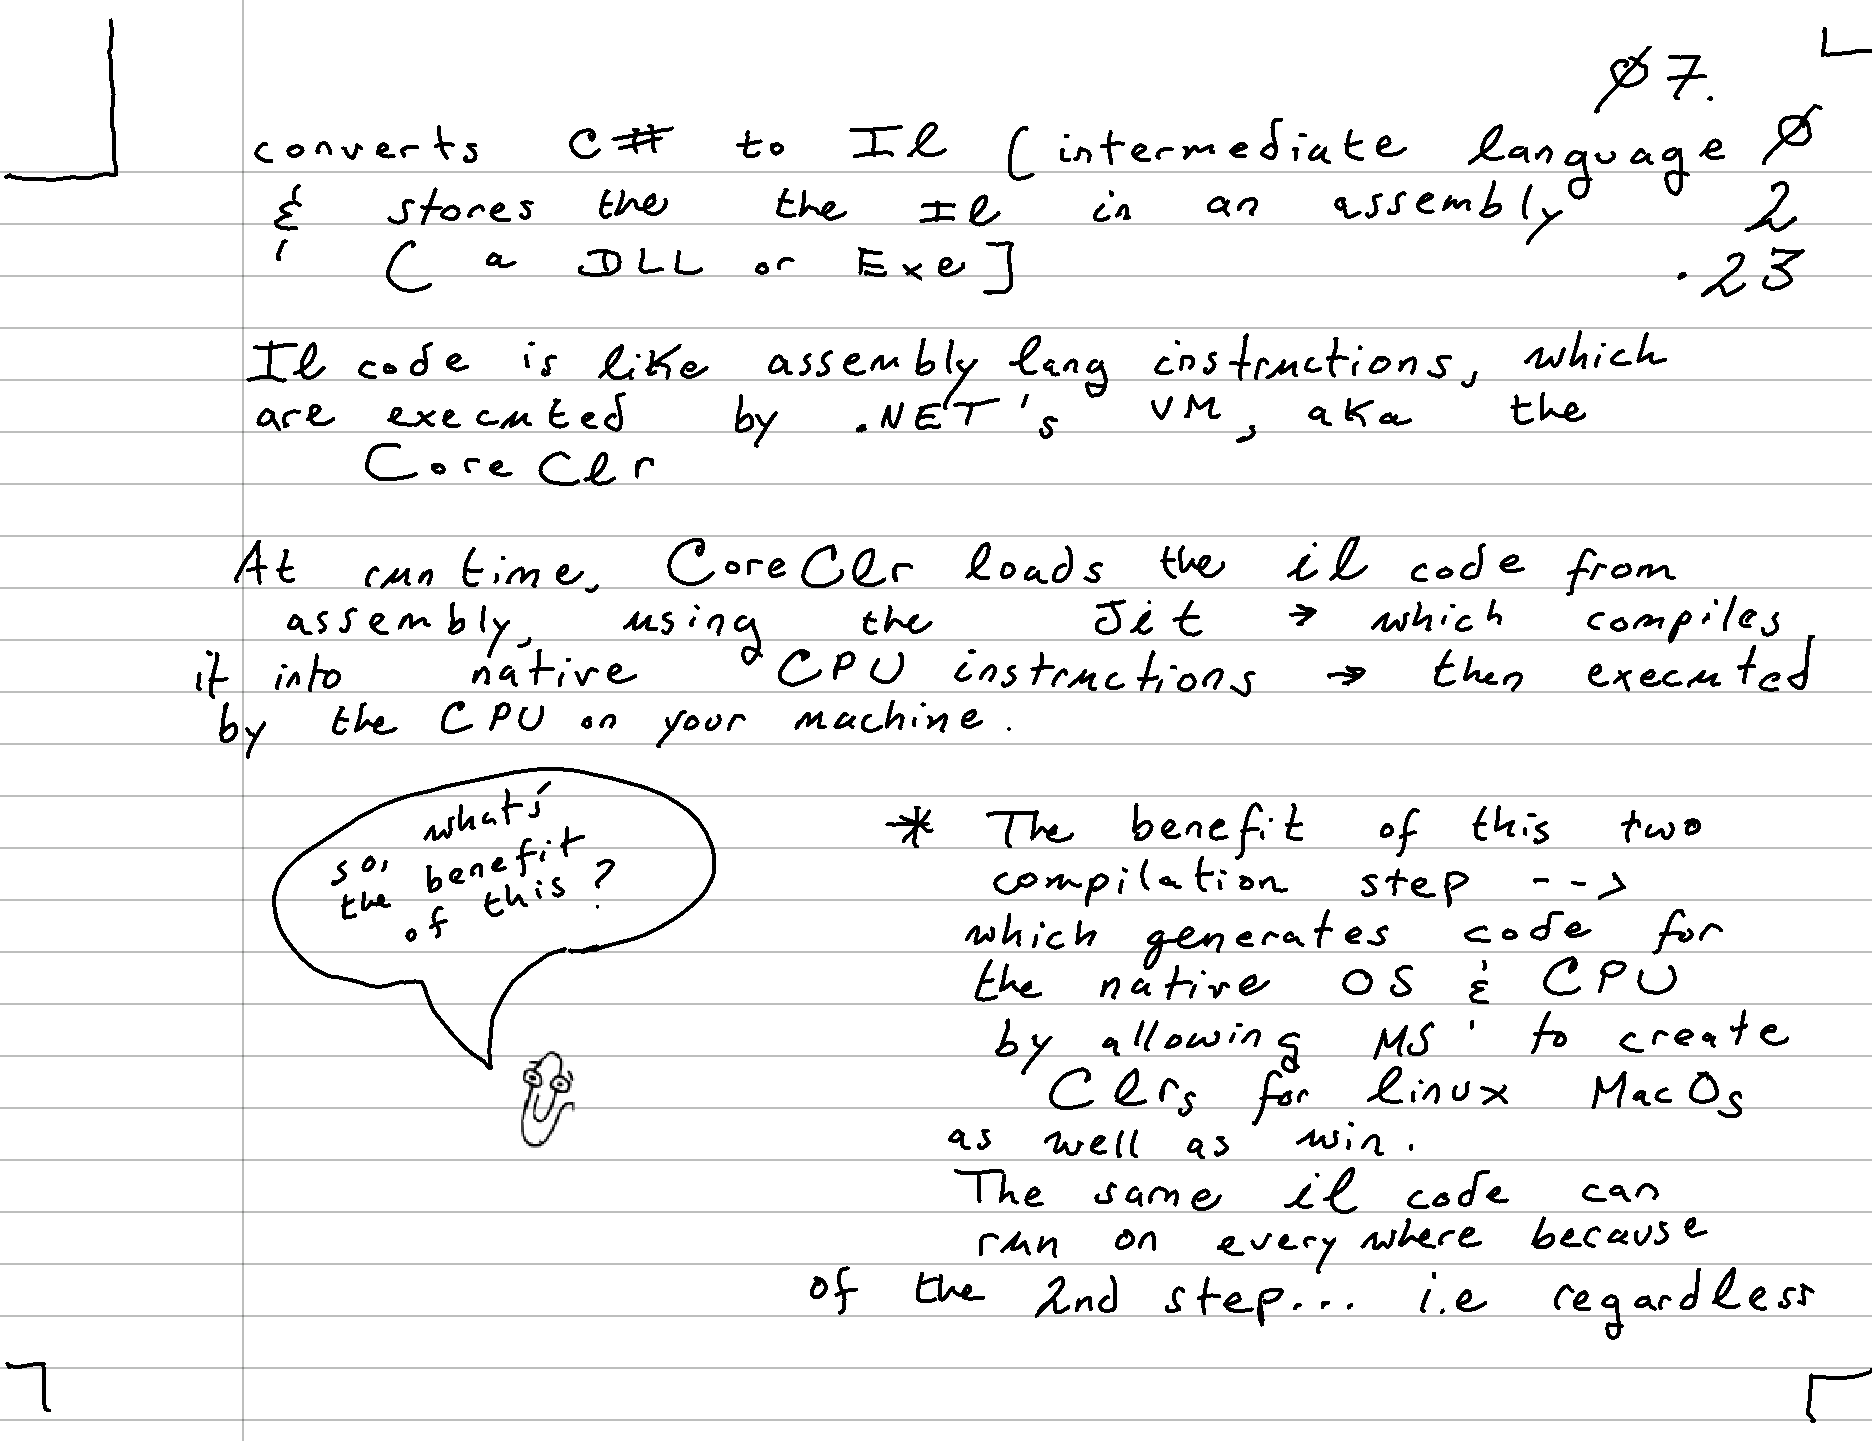 Ø7.
converts C# to Il (intermediate language Ø
& stores the the Il in an assembly 2
( a DLL or Exe] .23
Il code is like assembly lang instructions, which
are executed by .NET's VM, aka the
CoreClr
At run time, CoreClr loads the il code from
assembly, using the Jit → which compiles
it into native CPU instructions → then executed
by the CPU on your machine.
what's
so, the benefit
of this?
* The benefit of this two
compilation step - - >
which generates code for
the native OS & CPU
by allowing MS to create
Clrs for linux MacOs
as well as win.
The same il code can
run on every where because
of the 2nd step... i.e regardless